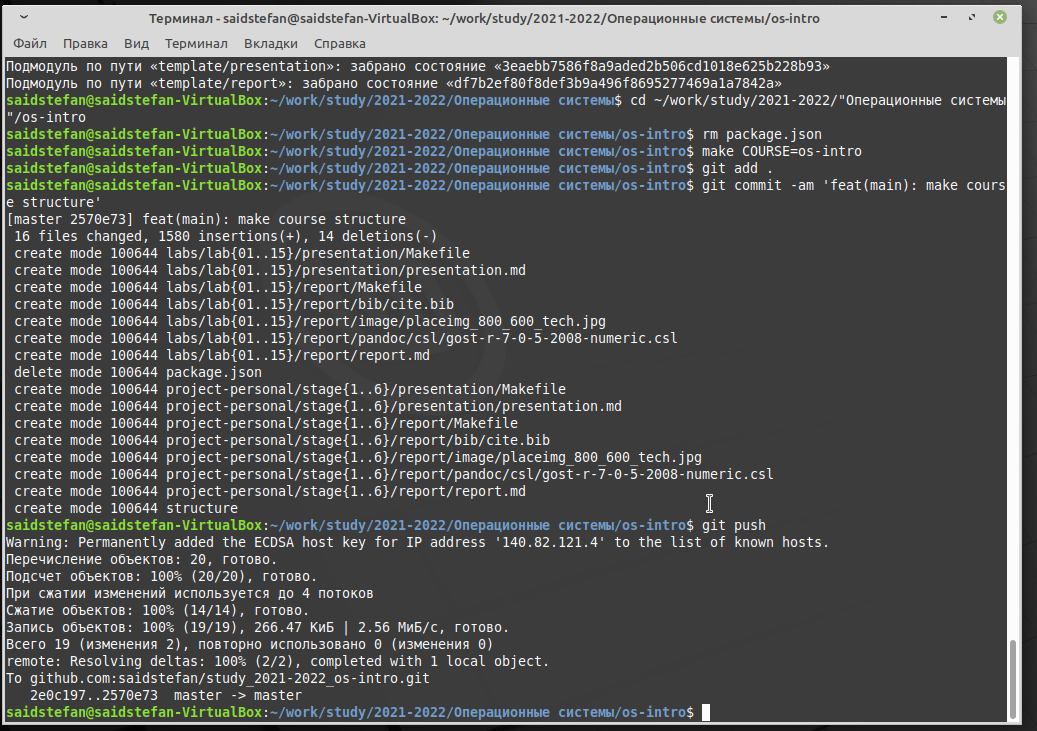 Терминал - saidstefan@saidstefan-VirtualBox: ~/work/study/2021-2022/Операционные системы/os-intro
Файл Правка Вид Терминал Вкладки Справка
Подмодуль по пути «template/presentation»: забрано состояние «3eaebb7586f8a9aded2b506cd1018e625b228b93»
Подмодуль по пути «template/report»: забрано состояние «df7b2ef80f8def3b9a496f8695277469a1a7842a»
saidstefan@saidstefan-VirtualBox:~/work/study/2021-2022/Операционные системы$ cd ~/work/study/2021-2022/"Операционные системы
"/os-intro
saidstefan@saidstefan-VirtualBox:~/work/study/2021-2022/Операционные системы/os-intro$ rm package.json
saidstefan@saidstefan-VirtualBox:~/work/study/2021-2022/Операционные системы/os-intro$ make COURSE=os-intro
saidstefan@saidstefan-VirtualBox:~/work/study/2021-2022/Операционные системы/os-intro$ git add .
saidstefan@saidstefan-VirtualBox:~/work/study/2021-2022/Операционные системы/os-intro$ git commit -am 'feat(main): make cours
e structure'
[master 2570e73] feat(main): make course structure
 16 files changed, 1580 insertions(+), 14 deletions(-)
 create mode 100644 labs/lab{01..15}/presentation/Makefile
 create mode 100644 labs/lab{01..15}/presentation/presentation.md
 create mode 100644 labs/lab{01..15}/report/Makefile
 create mode 100644 labs/lab{01..15}/report/bib/cite.bib
 create mode 100644 labs/lab{01..15}/report/image/placeimg_800_600_tech.jpg
 create mode 100644 labs/lab{01..15}/report/pandoc/csl/gost-r-7-0-5-2008-numeric.csl
 create mode 100644 labs/lab{01..15}/report/report.md
 delete mode 100644 package.json
 create mode 100644 project-personal/stage{1..6}/presentation/Makefile
 create mode 100644 project-personal/stage{1..6}/presentation/presentation.md
 create mode 100644 project-personal/stage{1..6}/report/Makefile
 create mode 100644 project-personal/stage{1..6}/report/bib/cite.bib
 create mode 100644 project-personal/stage{1..6}/report/image/placeimg_800_600_tech.jpg
 create mode 100644 project-personal/stage{1..6}/report/pandoc/csl/gost-r-7-0-5-2008-numeric.csl
 create mode 100644 project-personal/stage{1..6}/report/report.md
 create mode 100644 structure
saidstefan@saidstefan-VirtualBox:~/work/study/2021-2022/Операционные системы/os-intro$ git push
Warning: Permanently added the ECDSA host key for IP address '140.82.121.4' to the list of known hosts.
Перечисление объектов: 20, готово.
Подсчет объектов: 100% (20/20), готово.
При сжатии изменений используется до 4 потоков
Сжатие объектов: 100% (14/14), готово.
Запись объектов: 100% (19/19), 266.47 КиБ | 2.56 МиБ/с, готово.
Всего 19 (изменения 2), повторно использовано 0 (изменения 0)
remote: Resolving deltas: 100% (2/2), completed with 1 local object.
To github.com:saidstefan/study_2021-2022_os-intro.git
   2e0c197..2570e73  master -> master
saidstefan@saidstefan-VirtualBox:~/work/study/2021-2022/Операционные системы/os-intro$